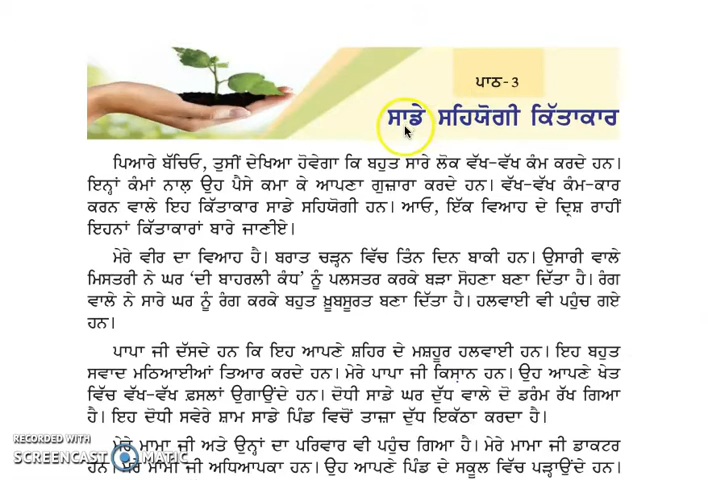 ਪਾਠ-3
ਸਾਡੇ ਸਹਿਯੋਗੀ ਕਿੱਤਾਕਾਰ
ਪਿਆਰੇ ਬੱਚਿਓ, ਤੁਸੀਂ ਦੇਖਿਆ ਹੋਵੇਗਾ ਕਿ ਬਹੁਤ ਸਾਰੇ ਲੋਕ ਵੱਖ-ਵੱਖ ਕੰਮ ਕਰਦੇ ਹਨ।
ਇਨ੍ਹਾਂ ਕੰਮਾਂ ਨਾਲ਼ ਉਹ ਪੈਸੇ ਕਮਾ ਕੇ ਆਪਣਾ ਗੁਜ਼ਾਰਾ ਕਰਦੇ ਹਨ। ਵੱਖ-ਵੱਖ ਕੰਮ-ਕਾਰ
ਕਰਨ ਵਾਲੇ ਇਹ ਕਿੱਤਾਕਾਰ ਸਾਡੇ ਸਹਿਯੋਗੀ ਹਨ। ਆਓ, ਇੱਕ ਵਿਆਹ ਦੇ ਦ੍ਰਿਸ਼ ਰਾਹੀਂ
ਇਹਨਾਂ ਕਿੱਤਾਕਾਰਾਂ ਬਾਰੇ ਜਾਣੀਏ।
ਮੇਰੇ ਵੀਰ ਦਾ ਵਿਆਹ ਹੈ। ਬਰਾਤ ਚੜ੍ਹਨ ਵਿੱਚ ਤਿੰਨ ਦਿਨ ਬਾਕੀ ਹਨ। ਉਸਾਰੀ ਵਾਲੇ
ਮਿਸਤਰੀ ਨੇ ਘਰ ‘ਦੀ ਬਾਹਰਲੀ ਕੰਧ’ ਨੂੰ ਪਲਸਤਰ ਕਰਕੇ ਬੜਾ ਸੋਹਣਾ ਬਣਾ ਦਿੱਤਾ ਹੈ। ਰੰਗ
ਵਾਲੇ ਨੇ ਸਾਰੇ ਘਰ ਨੂੰ ਰੰਗ ਕਰਕੇ ਬਹੁਤ ਖ਼ੂਬਸੂਰਤ ਬਣਾ ਦਿੱਤਾ ਹੈ। ਹਲਵਾਈ ਵੀ ਪਹੁੰਚ ਗਏ
ਹਨ।
ਪਾਪਾ ਜੀ ਦੱਸਦੇ ਹਨ ਕਿ ਇਹ ਆਪਣੇ ਸ਼ਹਿਰ ਦੇ ਮਸ਼ਹੂਰ ਹਲਵਾਈ ਹਨ। ਇਹ ਬਹੁਤ
ਸਵਾਦ ਮਠਿਆਈਆਂ ਤਿਆਰ ਕਰਦੇ ਹਨ। ਮੇਰੇ ਪਾਪਾ ਜੀ ਕਿਸਾਨ ਹਨ। ਉਹ ਆਪਣੇ ਖੇਤ
ਵਿੱਚ ਵੱਖ-ਵੱਖ ਫ਼ਸਲਾਂ ਉਗਾਉਂਦੇ ਹਨ। ਦੋਧੀ ਸਾਡੇ ਘਰ ਦੁੱਧ ਵਾਲੇ ਦੋ ਡਰੰਮ ਰੱਖ ਗਿਆ
ਹੈ। ਇਹ ਦੋਧੀ ਸਵੇਰੇ ਸ਼ਾਮ ਸਾਡੇ ਪਿੰਡ ਵਿਚੋਂ ਤਾਜ਼ਾ ਦੁੱਧ ਇਕੱਠਾ ਕਰਦਾ ਹੈ।
ਮੇਰੇ ਮਾਮਾ ਜੀ ਅਤੇ ਉਨ੍ਹਾਂ ਦਾ ਪਰਿਵਾਰ ਵੀ ਪਹੁੰਚ ਗਿਆ ਹੈ। ਮੇਰੇ ਮਾਮਾ ਜੀ ਡਾਕਟਰ
ਹਨ। ਮੇਰੇ ਮਾਮੀ ਜੀ ਅਧਿਆਪਕਾ ਹਨ। ਉਹ ਆਪਣੇ ਪਿੰਡ ਦੇ ਸਕੂਲ ਵਿੱਚ ਪੜ੍ਹਾਉਂਦੇ ਹਨ।
RECORDED WITH
SCREENCAST MATIC